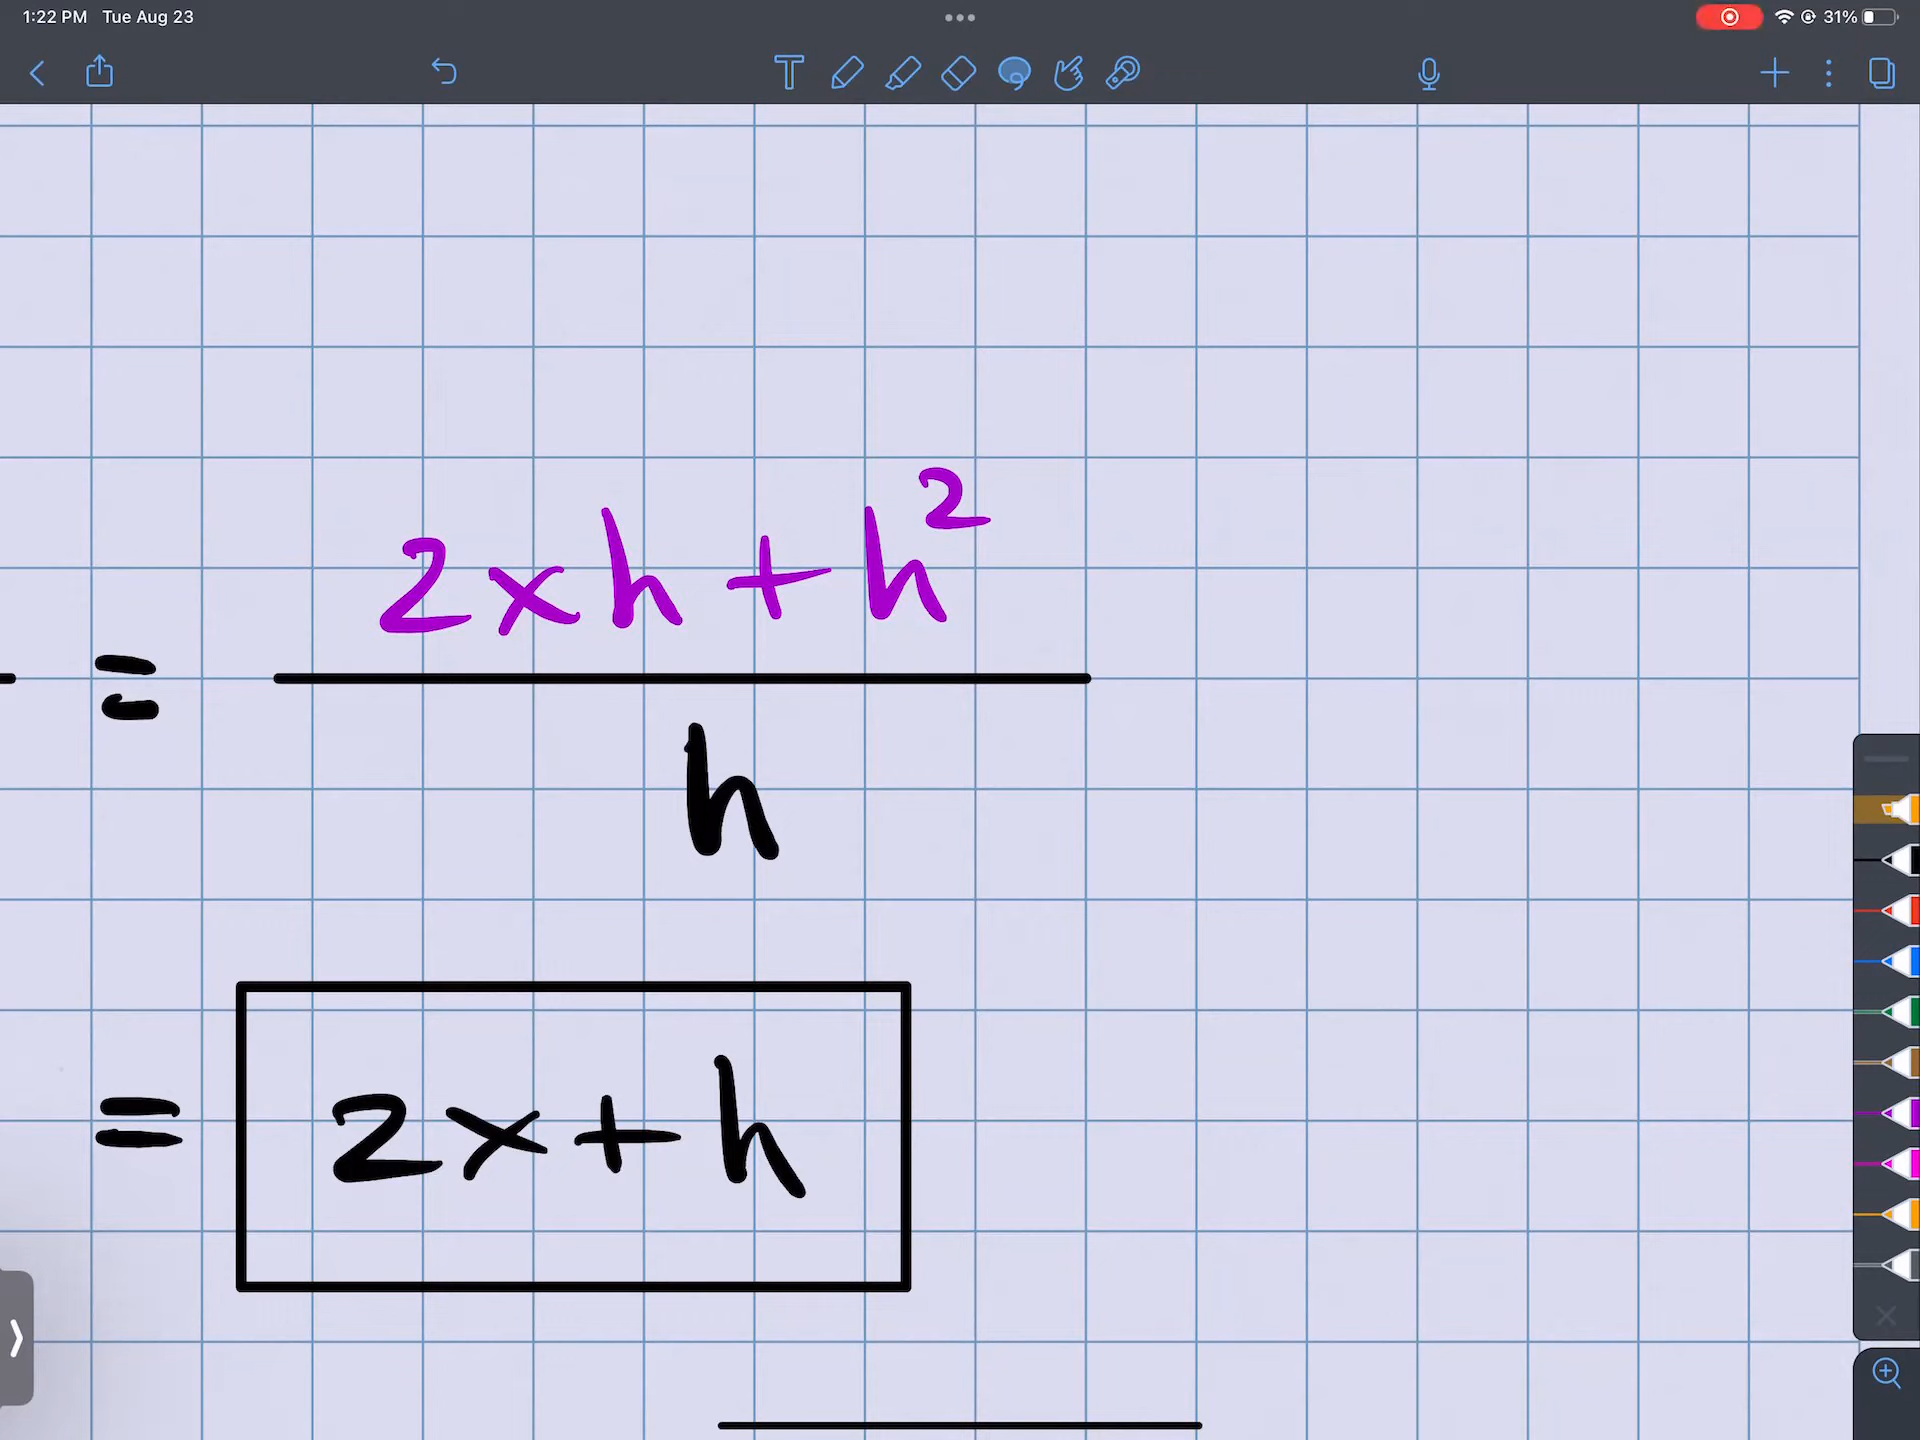 1:22 PM Tue Aug 23 31%
2xh + h²
=
h
= 2x + h